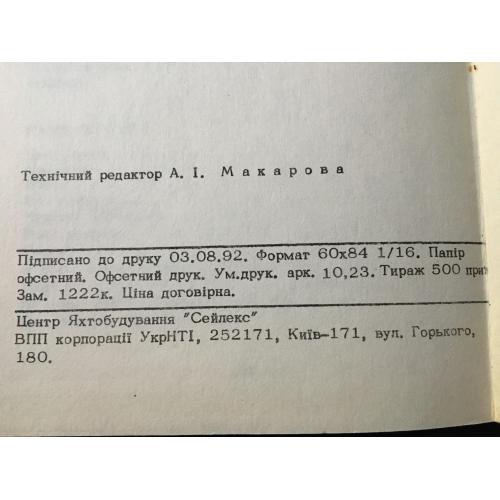 Технічний редактор А. І. Макарова
Підписано до друку 03.08.92. Формат 60х84 1/16. Папір
офсетний. Офсетний друк. Ум.друк. арк. 10,23. Тираж 500
Зам. 1222к. Ціна договірна.
Центр Яхтобудування "Сейлекс"
ВПП корпорації УкрНТІ, 252171, Київ-171, вул. Горького,
180.